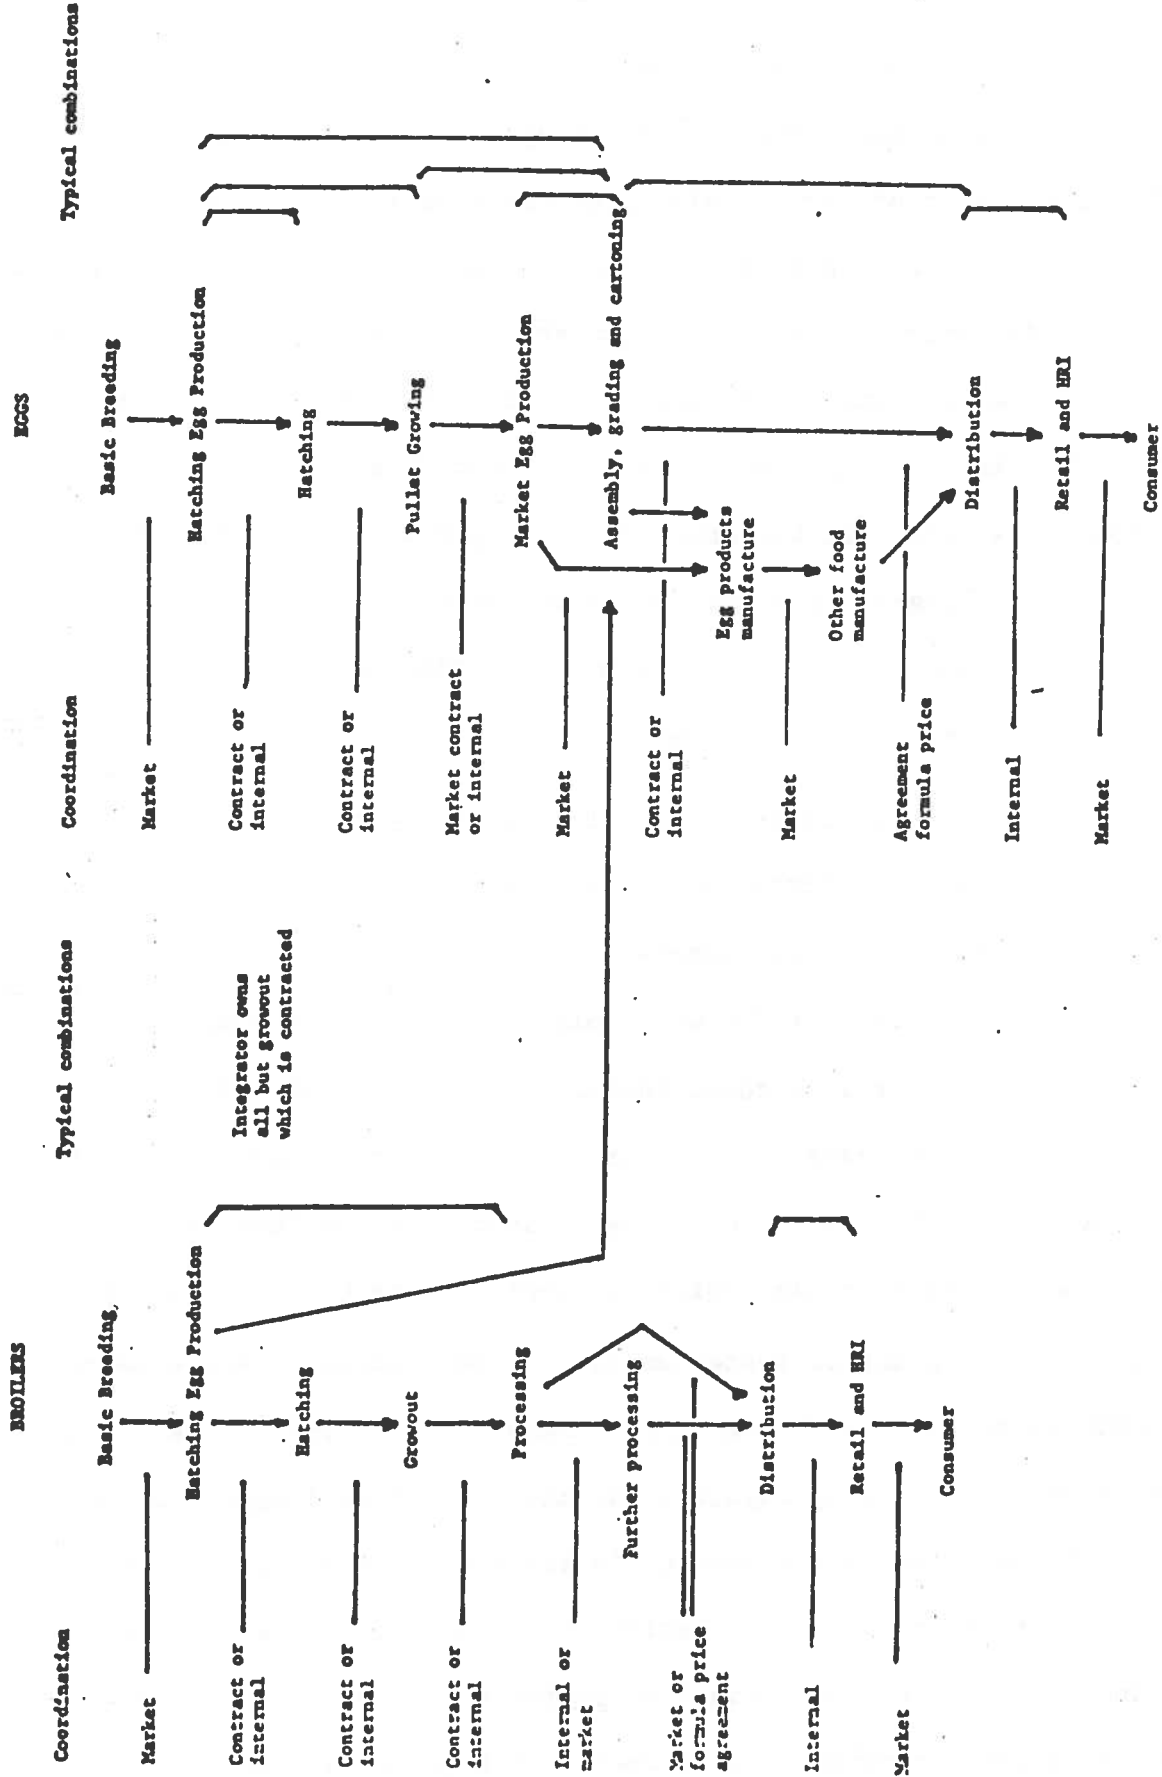 BROILERS
Coordination
Typical combinations
Basic Breeding,
Market
Hatching Egg Production
Contract or
internal
Integrator owns
all but growout
which is contracted
Hatching
Contract or
internal
Growout
Contract or
internal
Processing
Internal or
market
Further processing
Market or
formula price
agreement
Distribution
Internal
Retail and HRI
Market
Consumer
EGGS
Coordination
Typical combinations
Basic Breeding
Market
Hatching Egg Production
Contract or
internal
Hatching
Contract or
internal
Pullet Growing
Market contract
or internal
Market Egg Production
Market
Assembly, grading and cartoning
Contract or
internal
Egg products
manufacture
Market
Other food
manufacture
Agreement
formula price
Distribution
Internal
Retail and HRI
Market
Consumer